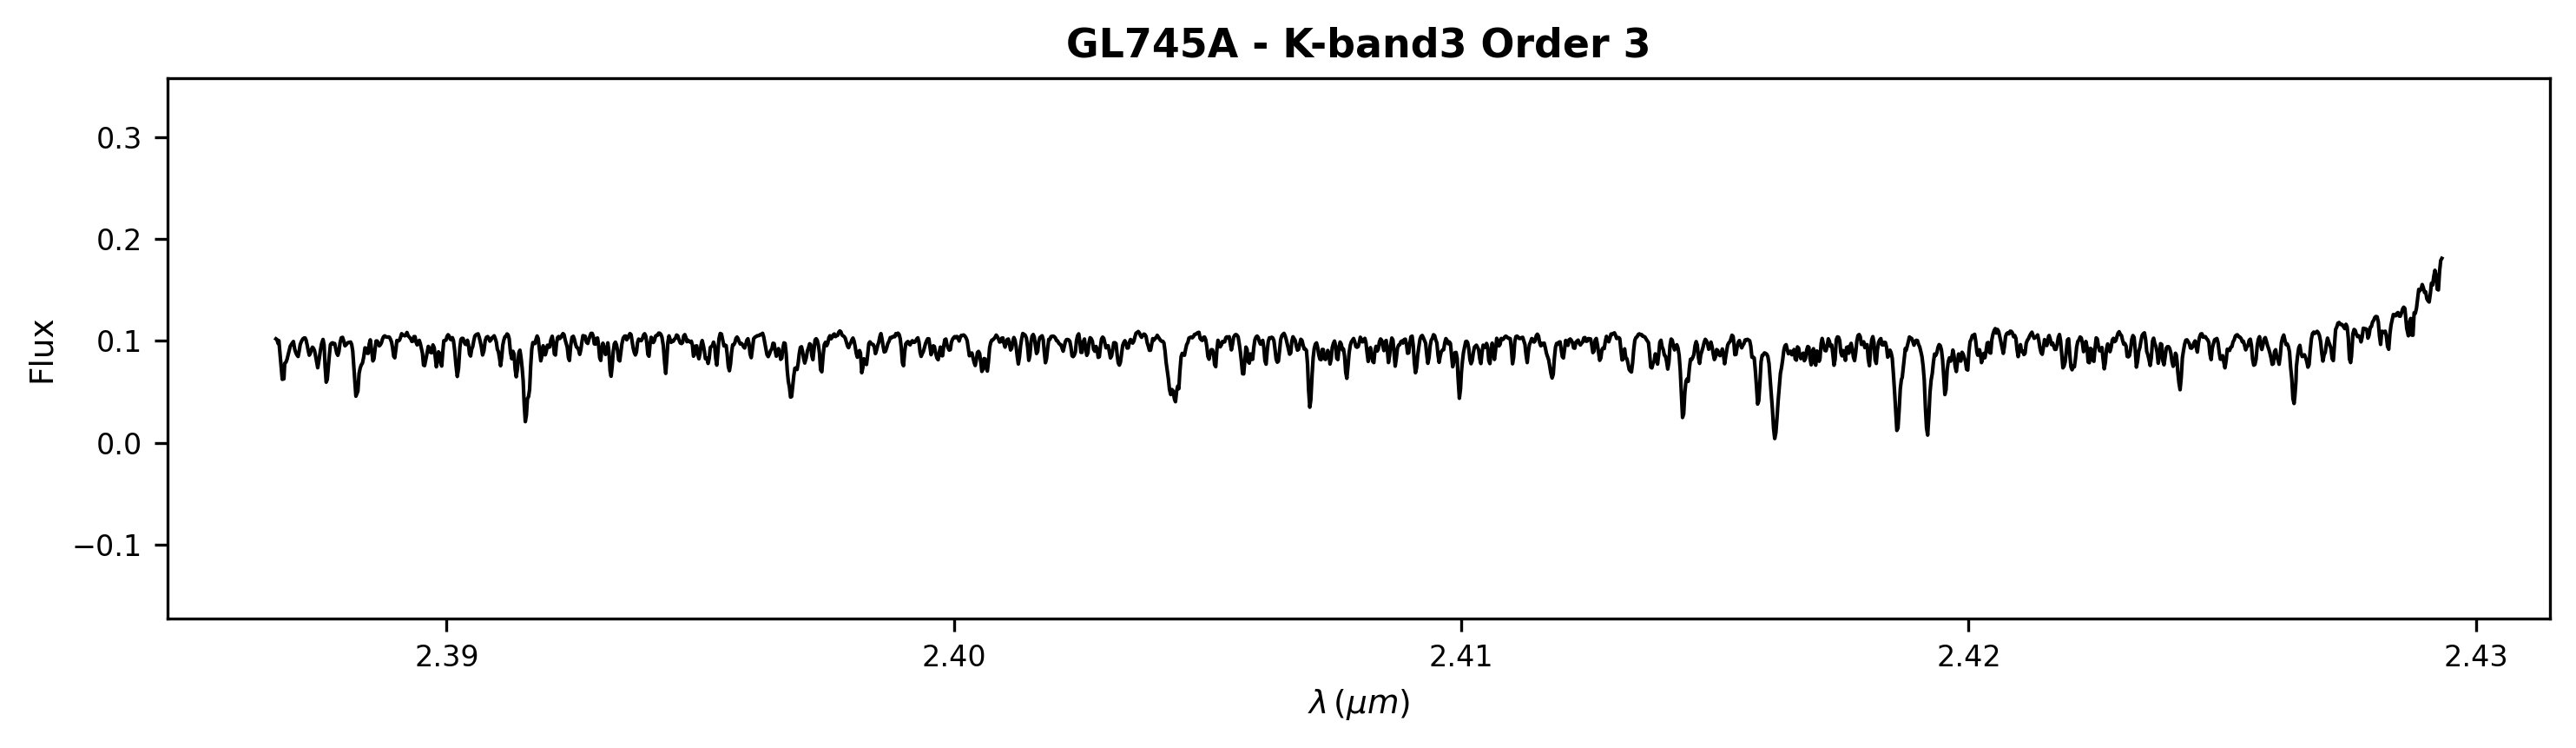 GL745A - K-band3 Order 3
Flux
0.3
0.2
0.1
0.0
−0.1
2.39 2.40 2.41 2.42 2.43
λ (μm)